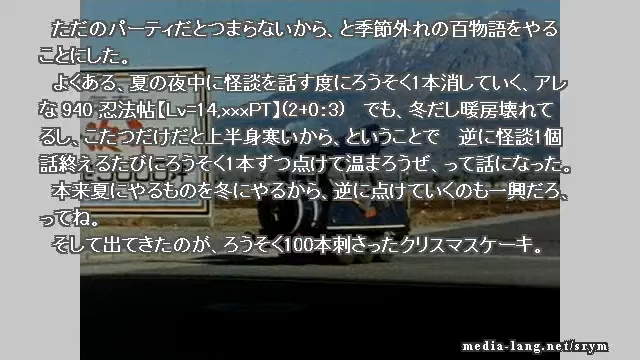 ただのパーティだとつまらないから、と季節外れの百物語をやる
ことにした。
よくある、夏の夜中に怪談を話す度にろうそく1本消していく、アレ
な 940 忍法帖【Lv=14,xxxPT】(2+0:3)　でも、冬だし暖房壊れて
るし、こたつだけだと上半身寒いから、ということで　逆に怪談1個
話終えるたびにろうそく1本ずつ点けて温まろうぜ、って話になった。
本来夏にやるものを冬にやるから、逆に点けていくのも一興だろ、
ってね。
そして出てきたのが、ろうそく100本刺さったクリスマスケーキ。
media-lang.net/srym